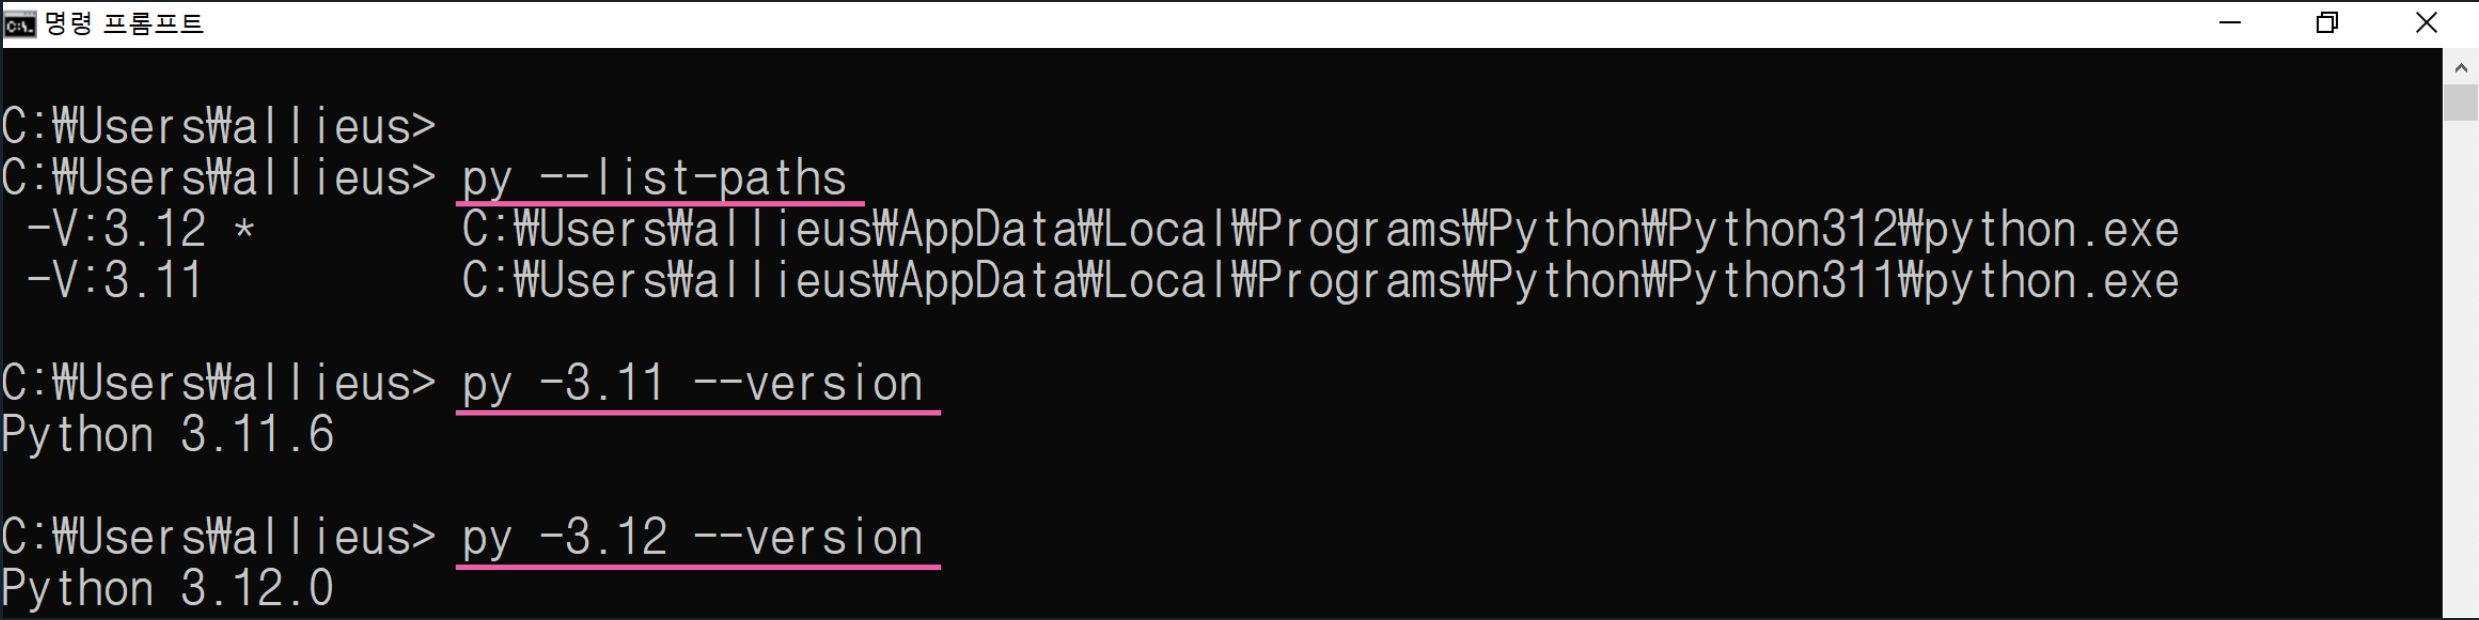 명령 프롬프트
C:₩Users₩allieus>
C:₩Users₩allieus> py --list-paths
 -V:3.12 *        C:₩Users₩allieus₩AppData₩Local₩Programs₩Python₩Python312₩python.exe
 -V:3.11          C:₩Users₩allieus₩AppData₩Local₩Programs₩Python₩Python311₩python.exe
C:₩Users₩allieus> py -3.11 --version
Python 3.11.6
C:₩Users₩allieus> py -3.12 --version
Python 3.12.0